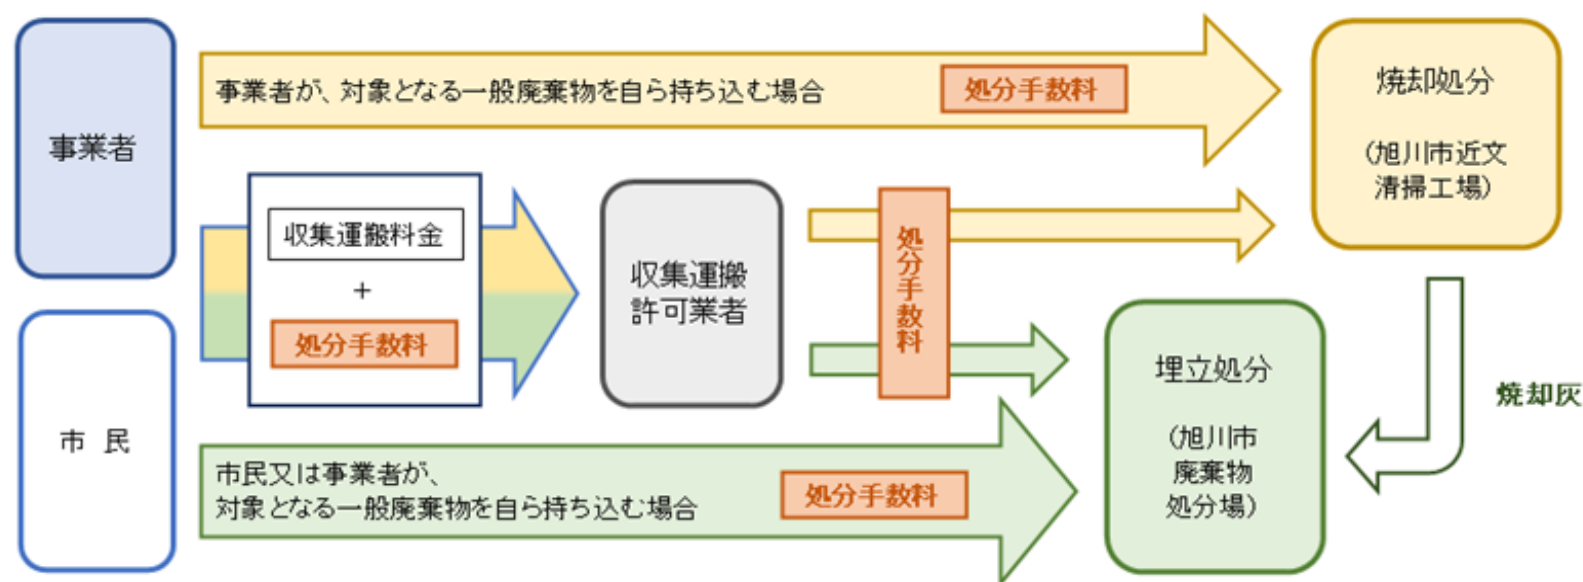 事業者
事業者が、対象となる一般廃棄物を自ら持ち込む場合
処分手数料
焼却処分
（旭川市近文
清掃工場）
収集運搬料金
+
処分手数料
収集運搬
許可業者
処分手数料
市 民
市民又は事業者が、
対象となる一般廃棄物を自ら持ち込む場合
処分手数料
埋立処分
（旭川市
廃棄物
処分場）
焼却灰